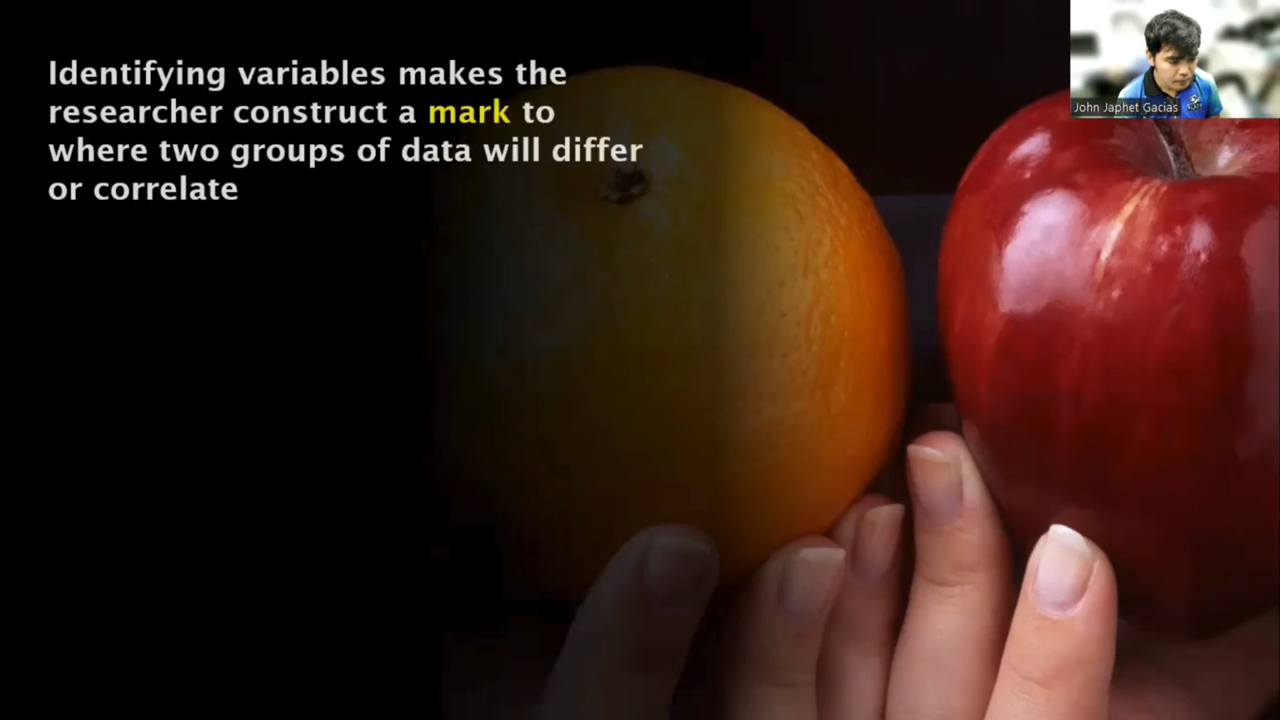 Identifying variables makes the
researcher construct a mark to
where two groups of data will differ
or correlate
John Japhet Gacias